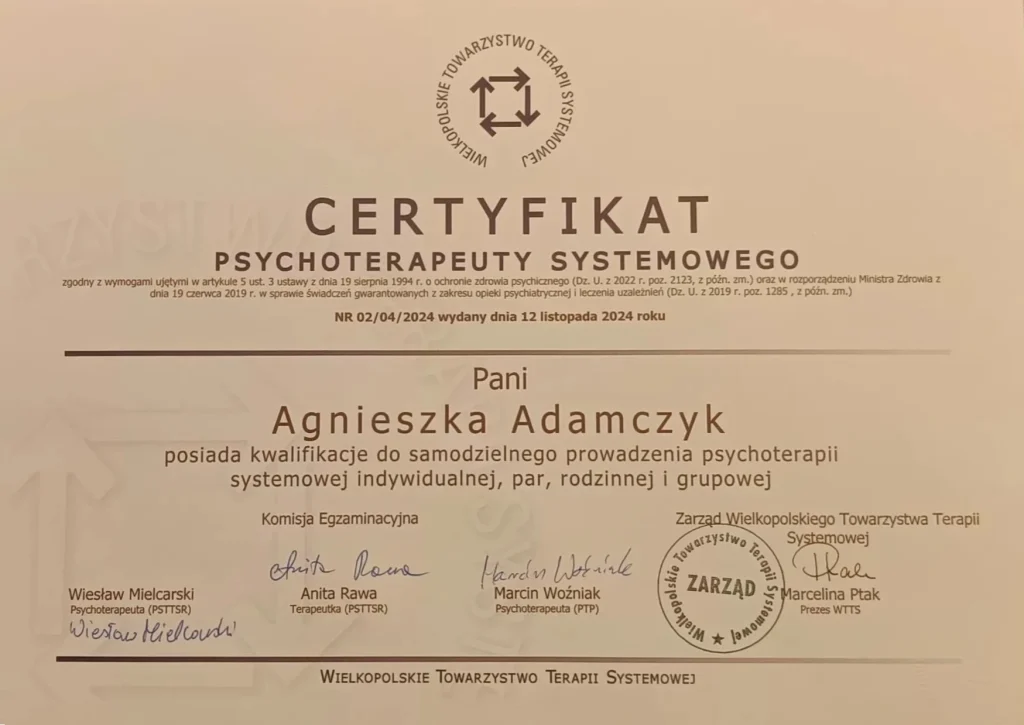 WIELKOPOLSKIE TOWARZYSTWO TERAPII SYSTEMOWEJ
CERTYFIKAT
PSYCHOTERAPEUTY SYSTEMOWEGO
zgodny z wymogami ujętymi w artykule 5 ust. 3 ustawy z dnia 19 sierpnia 1994 r. o ochronie zdrowia psychicznego (Dz. U. z 2022 r. poz. 2123, z późn. zm.) oraz w rozporządzeniu Ministra Zdrowia z
dnia 19 czerwca 2019 r. w sprawie świadczeń gwarantowanych z zakresu opieki psychiatrycznej i leczenia uzależnień (Dz. U. z 2019 r. poz. 1285 , z późn. zm.)
NR 02/04/2024 wydany dnia 12 listopada 2024 roku
Pani
Agnieszka Adamczyk
posiada kwalifikacje do samodzielnego prowadzenia psychoterapii
systemowej indywidualnej, par, rodzinnej i grupowej
Komisja Egzaminacyjna
Zarząd Wielkopolskiego Towarzystwa Terapii
Systemowej
Anita Rawa
Marcin Woźniak
Wielkopolskie Towarzystwo Terapii Systemowej
ZARZĄD
Wiesław Mielcarski
Psychoterapeuta (PSTTSR)
Wiesław Mielcarski
Anita Rawa
Terapeutka (PSTTSR)
Marcin Woźniak
Psychoterapeuta (PTP)
Marcelina Ptak
Prezes WTTS
WIELKOPOLSKIE TOWARZYSTWO TERAPII SYSTEMOWEJ